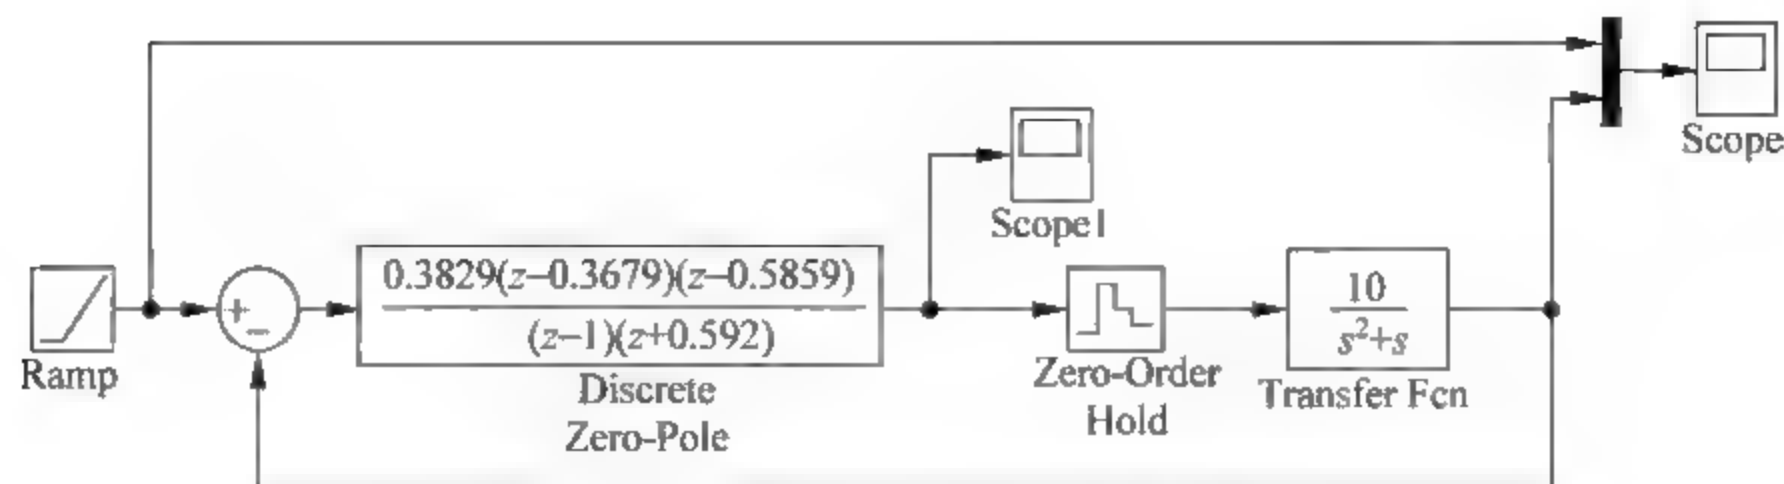 Scope
Scope1
+
−
0.3829(z–0.3679)(z–0.5859)
(z–1)(z+0.592)
10
s²+s
Ramp
Discrete
Zero-Pole
Zero-Order
Hold
Transfer Fcn